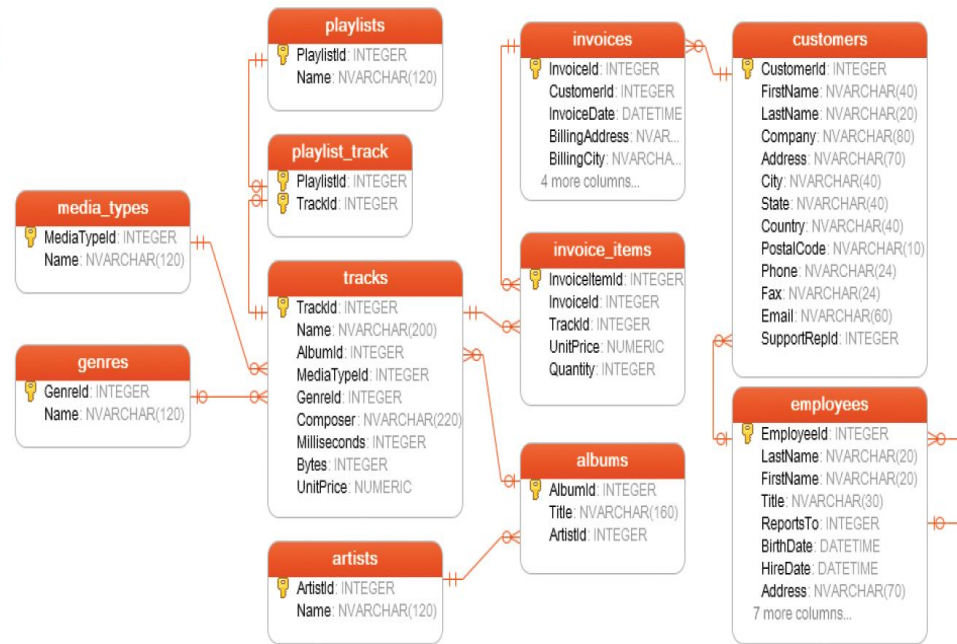 playlists
PlaylistId: INTEGER
Name: NVARCHAR(120)
playlist_track
PlaylistId: INTEGER
TrackId: INTEGER
media_types
MediaTypeId: INTEGER
Name: NVARCHAR(120)
genres
GenreId: INTEGER
Name: NVARCHAR(120)
tracks
TrackId: INTEGER
Name: NVARCHAR(200)
AlbumId: INTEGER
MediaTypeId: INTEGER
GenreId: INTEGER
Composer: NVARCHAR(220)
Milliseconds: INTEGER
Bytes: INTEGER
UnitPrice: NUMERIC
artists
ArtistId: INTEGER
Name: NVARCHAR(120)
invoices
InvoiceId: INTEGER
CustomerId: INTEGER
InvoiceDate: DATETIME
BillingAddress: NVAR...
BillingCity: NVARCHA...
4 more columns...
invoice_items
InvoiceItemId: INTEGER
InvoiceId: INTEGER
TrackId: INTEGER
UnitPrice: NUMERIC
Quantity: INTEGER
albums
AlbumId: INTEGER
Title: NVARCHAR(160)
ArtistId: INTEGER
customers
CustomerId: INTEGER
FirstName: NVARCHAR(40)
LastName: NVARCHAR(20)
Company: NVARCHAR(80)
Address: NVARCHAR(70)
City: NVARCHAR(40)
State: NVARCHAR(40)
Country: NVARCHAR(40)
PostalCode: NVARCHAR(10)
Phone: NVARCHAR(24)
Fax: NVARCHAR(24)
Email: NVARCHAR(60)
SupportRepId: INTEGER
employees
EmployeeId: INTEGER
LastName: NVARCHAR(20)
FirstName: NVARCHAR(20)
Title: NVARCHAR(30)
ReportsTo: INTEGER
BirthDate: DATETIME
HireDate: DATETIME
Address: NVARCHAR(70)
7 more columns...